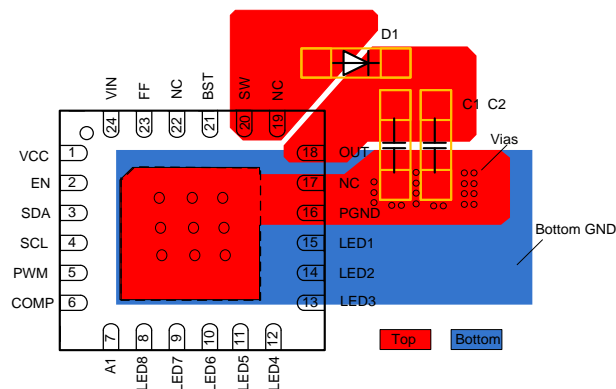 D1
VIN FF NC BST SW NC
24 23 22 21 20 19
C1 C2
VCC 1 18 OUT
Vias
EN 2 17 NC
SDA 3 16 PGND
SCL 4 15 LED1
Bottom GND
PWM 5 14 LED2
COMP 6 13 LED3
7 8 9 10 11 12
A1 LED8 LED7 LED6 LED5 LED4
Top Bottom